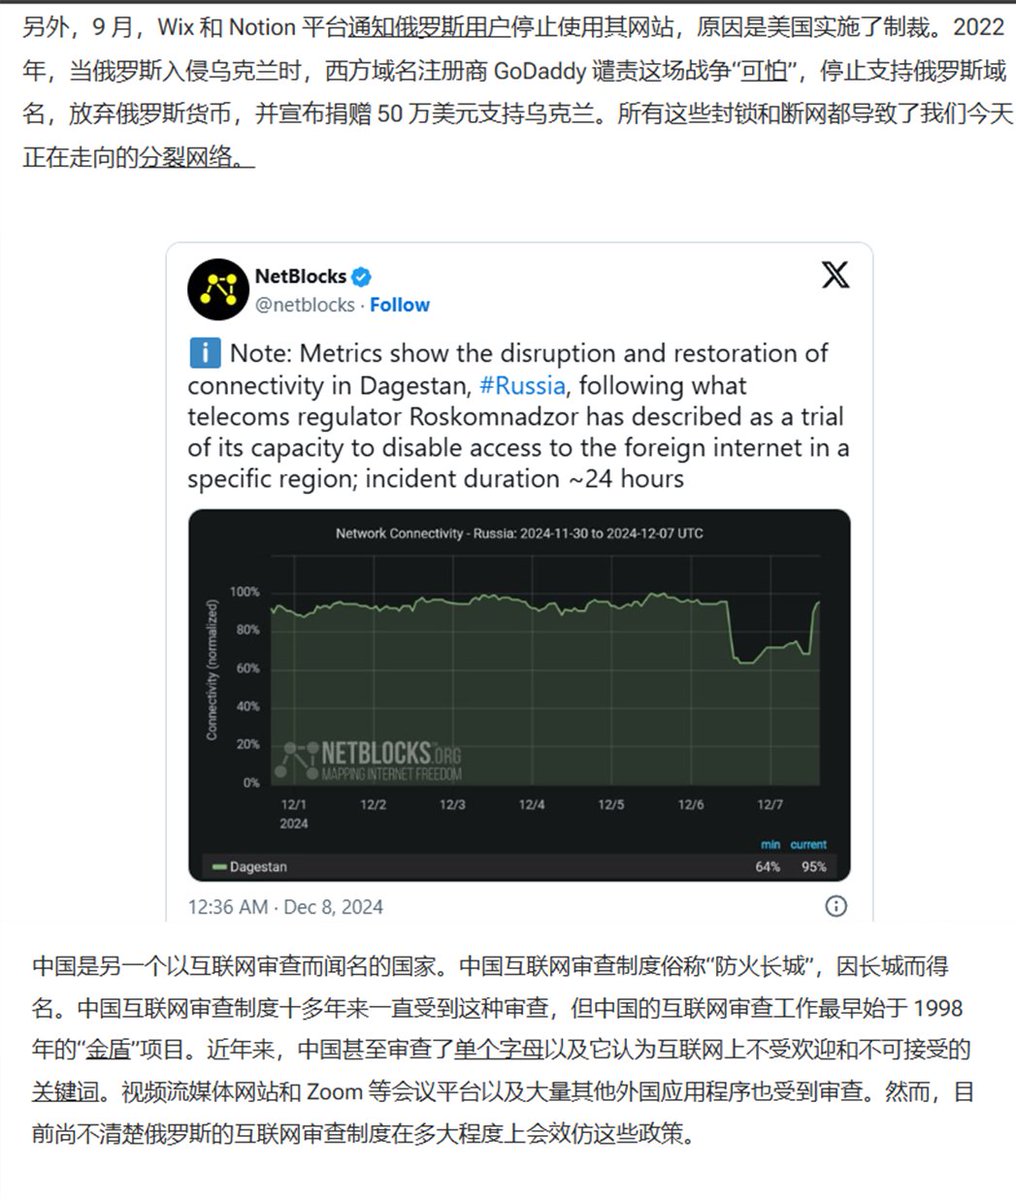 另外，9 月，Wix 和 Notion 平台通知俄罗斯用户停止使用其网站，原因是美国实施了制裁。2022
年，当俄罗斯入侵乌克兰时，西方域名注册商 GoDaddy 谴责这场战争“可怕”，停止支持俄罗斯域
名，放弃俄罗斯货币，并宣布捐赠 50 万美元支持乌克兰。所有这些封锁和断网都导致了我们今天
正在走向的分裂网络。
NetBlocks
@netblocks · Follow
Note: Metrics show the disruption and restoration of
connectivity in Dagestan, #Russia, following what
telecoms regulator Roskomnadzor has described as a trial
of its capacity to disable access to the foreign internet in a
specific region; incident duration ~24 hours
Network Connectivity - Russia: 2024-11-30 to 2024-12-07 UTC
Connectivity (normalized)
100%
80%
60%
40%
20%
0%
NETBLOCKS.ORG
MAPPING INTERNET FREEDOM
12/1 12/2 12/3 12/4 12/5 12/6 12/7
2024
min current
Dagestan 64% 95%
12:36 AM · Dec 8, 2024
中国是另一个以互联网审查而闻名的国家。中国互联网审查制度俗称“防火长城”，因长城而得
名。中国互联网审查制度十多年来一直受到这种审查，但中国的互联网审查工作最早始于 1998
年的“金盾”项目。近年来，中国甚至审查了单个字母以及它认为互联网上不受欢迎和不可接受的
关键词。视频流媒体网站和 Zoom 等会议平台以及大量其他外国应用程序也受到审查。然而，目
前尚不清楚俄罗斯的互联网审查制度在多大程度上会效仿这些政策。